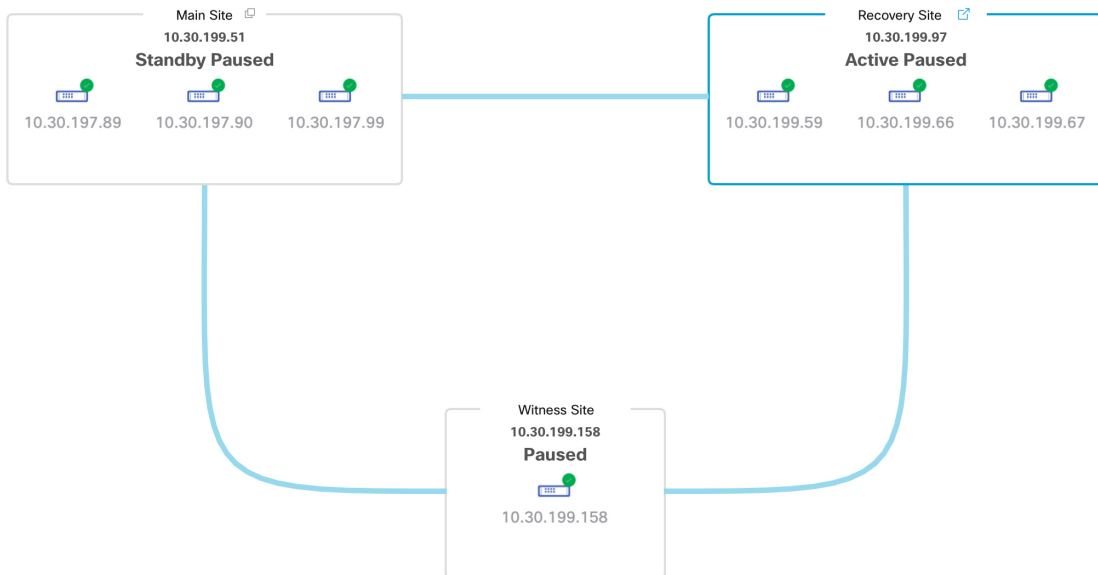 Main Site
10.30.199.51
Standby Paused
10.30.197.89 10.30.197.90 10.30.197.99
Recovery Site
10.30.199.97
Active Paused
10.30.199.59 10.30.199.66 10.30.199.67
Witness Site
10.30.199.158
Paused
10.30.199.158